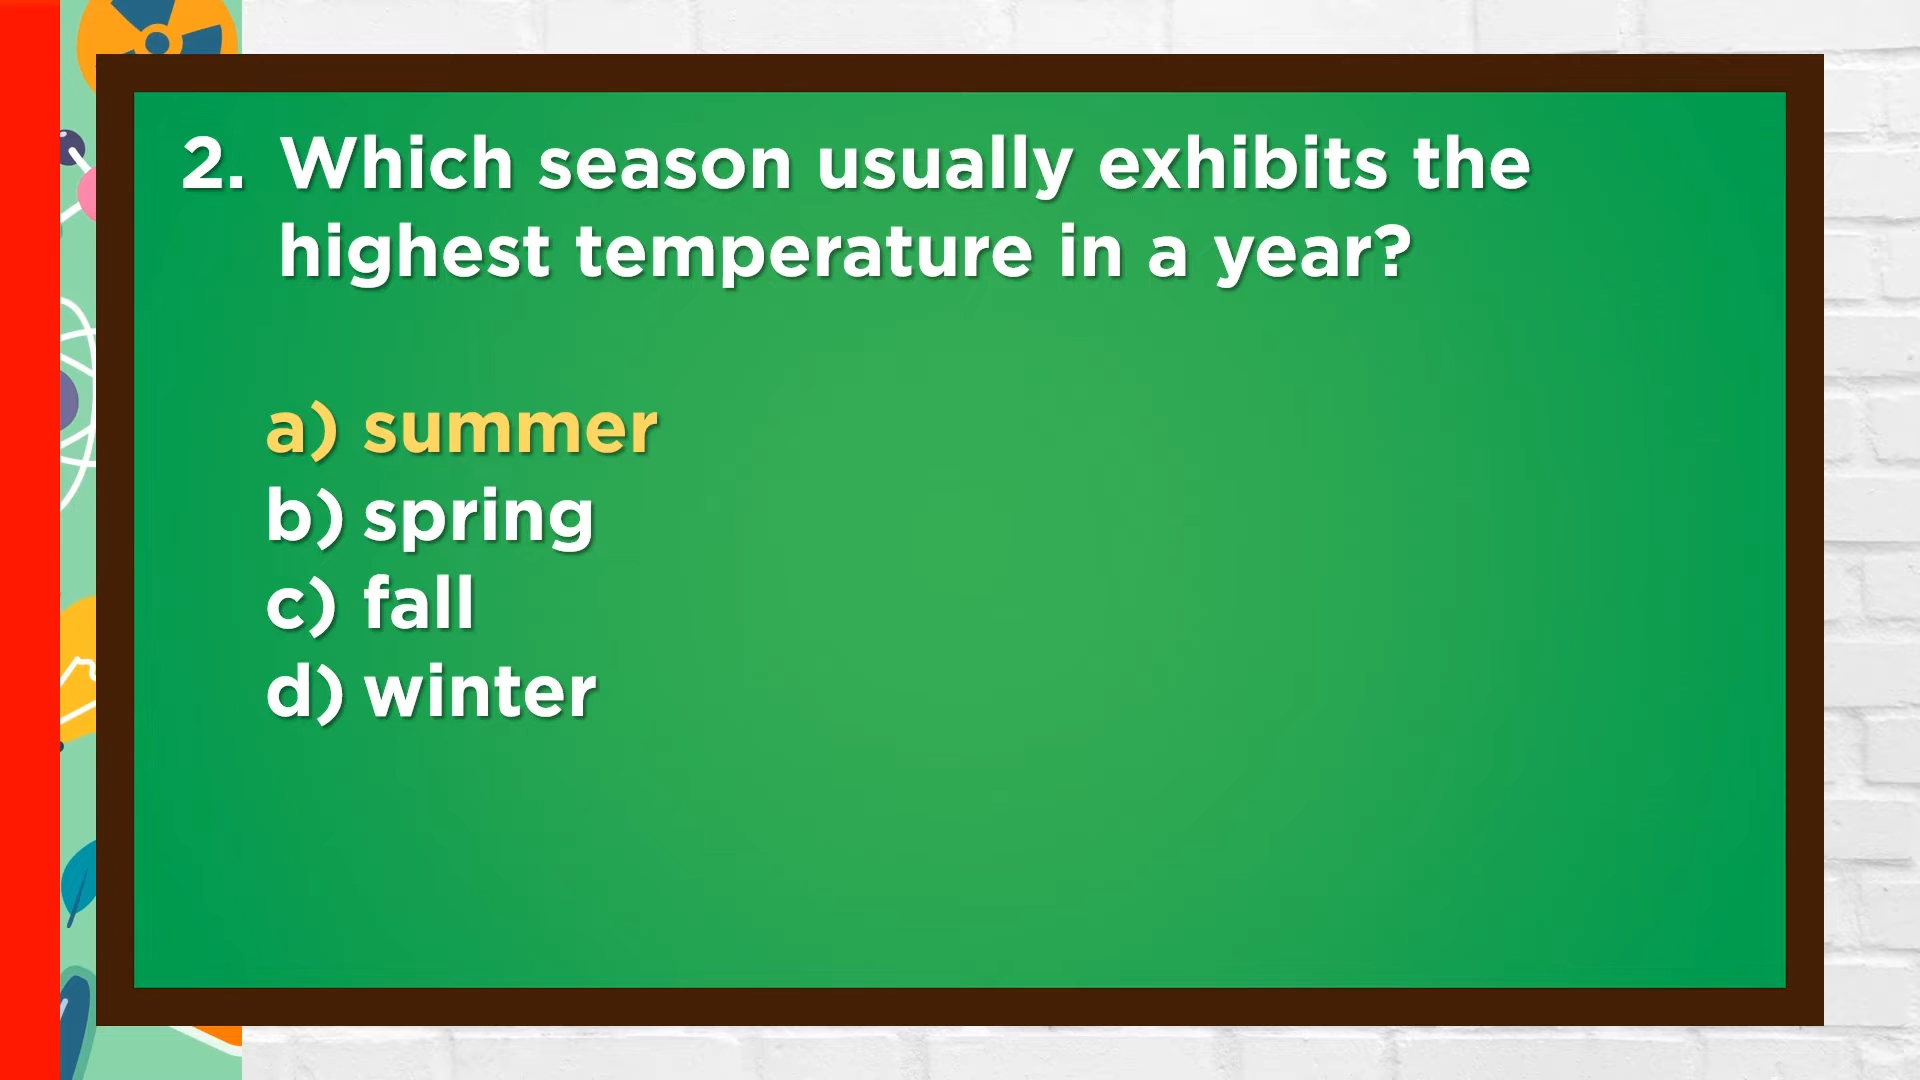 2. Which season usually exhibits the
highest temperature in a year?
a) summer
b) spring
c) fall
d) winter